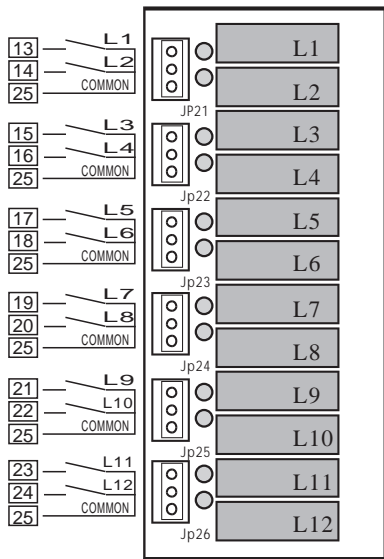 13 L1 L1
14 L2
25 COMMON L2
JP21
15 L3 L3
16 L4
25 COMMON L4
Jp22
17 L5 L5
18 L6
25 COMMON L6
Jp23
19 L7 L7
20 L8
25 COMMON L8
Jp24
21 L9 L9
22 L10
25 COMMON L10
Jp25
23 L11 L11
24 L12
25 COMMON L12
Jp26